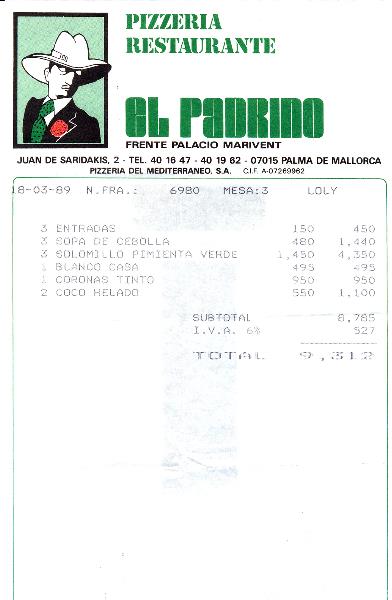 PIZZERIA
RESTAURANTE
EL PADRINO
FRENTE PALACIO MARIVENT
JUAN DE SARIDAKIS, 2 - TEL. 40 16 47 - 40 19 62 - 07015 PALMA DE MALLORCA
PIZZERIA DEL MEDITERRANEO, S.A. C.I.F. A-07269962
18-03-89 N.FRA.: 6980 MESA:3 LOLY
3 ENTRADAS 150 450
3 SOPA DE CEBOLLA 480 1,440
3 SOLOMILLO PIMIENTA VERDE 1,450 4,350
1 BLANCO CASA 495 495
1 CORONAS TINTO 950 950
2 COCO HELADO 550 1,100
SUBTOTAL 8,785
I.V.A. 6% 527
TOTAL 9,312